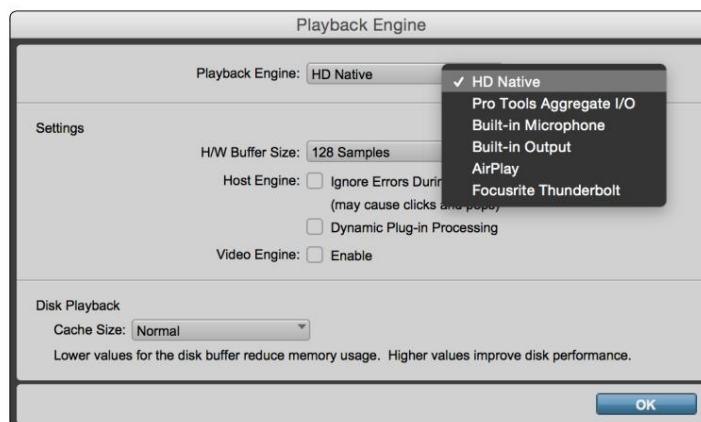 Playback Engine
Playback Engine: HD Native
✓ HD Native
Pro Tools Aggregate I/O
Built-in Microphone
Built-in Output
AirPlay
Focusrite Thunderbolt
Settings
H/W Buffer Size: 128 Samples
Host Engine: Ignore Errors
(may cause clicks and
Dynamic Plug-in Processing
Video Engine: Enable
Disk Playback
Cache Size: Normal
Lower values for the disk buffer reduce memory usage. Higher values improve disk performance.
OK